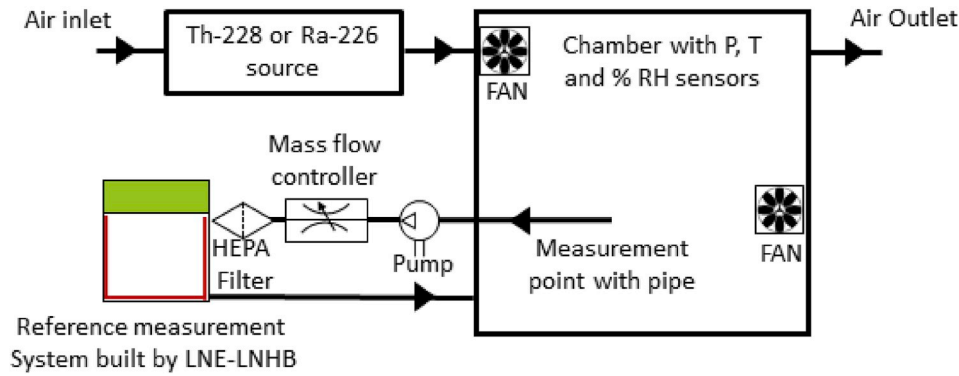 Air inlet
Th-228 or Ra-226
source
FAN
Chamber with P, T
and % RH sensors
Air Outlet
Mass flow
controller
HEPA
Filter
Pump
Measurement
point with pipe
FAN
Reference measurement
System built by LNE-LNHB